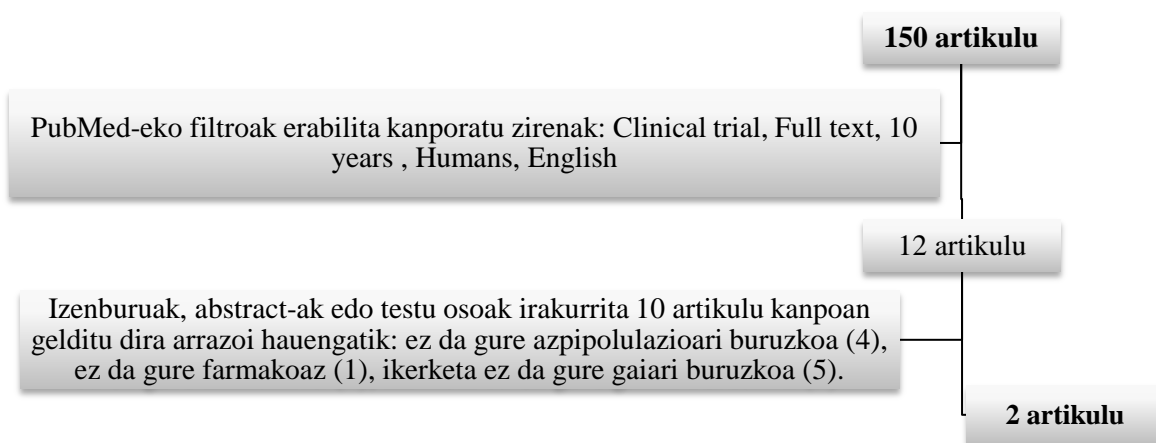 150 artikulu
PubMed-eko filtroak erabilita kanporatu zirenak: Clinical trial, Full text, 10
years , Humans, English
12 artikulu
Izenburuak, abstract-ak edo testu osoak irakurrita 10 artikulu kanpoan
gelditu dira arrazoi hauengatik: ez da gure azpipolulazioari buruzkoa (4),
ez da gure farmakoaz (1), ikerketa ez da gure gaiari buruzkoa (5).
2 artikulu